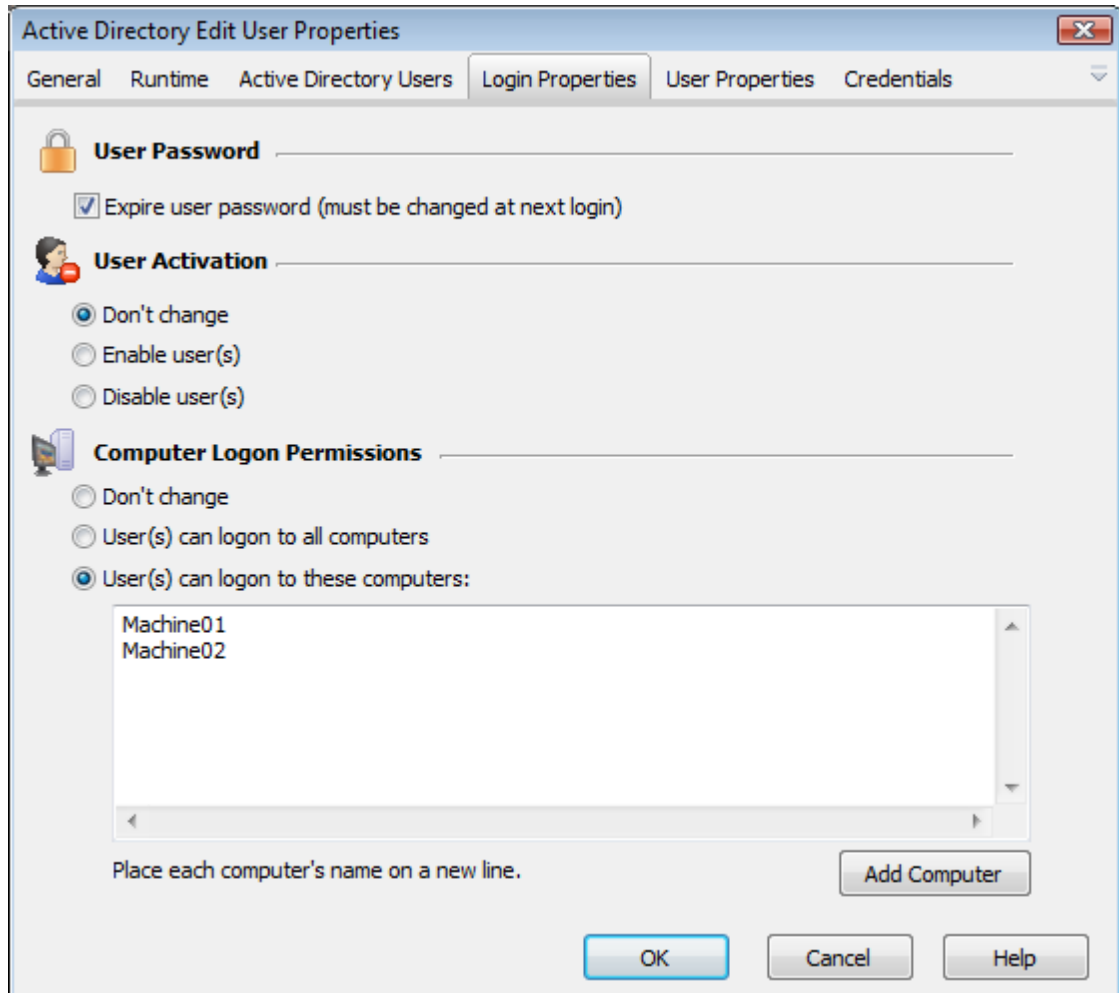 Active Directory Edit User Properties
General Runtime Active Directory Users Login Properties User Properties Credentials
User Password
Expire user password (must be changed at next login)
User Activation
Don't change
Enable user(s)
Disable user(s)
Computer Logon Permissions
Don't change
User(s) can logon to all computers
User(s) can logon to these computers:
Machine01
Machine02
Place each computer's name on a new line.
Add Computer
OK Cancel Help